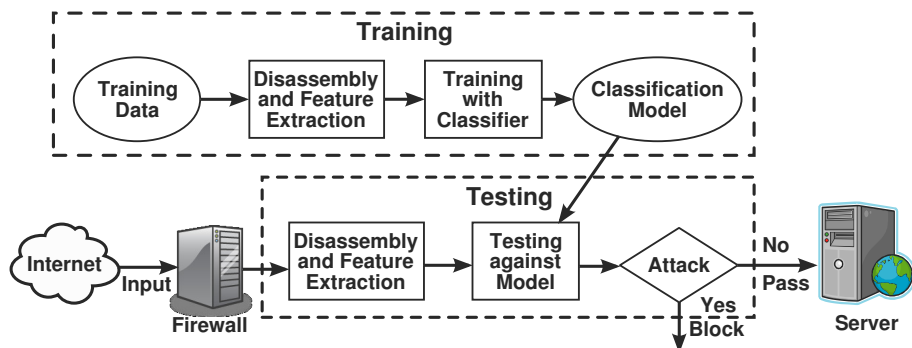 Training
Training
Data
Disassembly
and Feature
Extraction
Training
with
Classifier
Classification
Model
Testing
Internet
Input
Firewall
Disassembly
and Feature
Extraction
Testing
against
Model
Attack
No
Pass
Yes
Block
Server